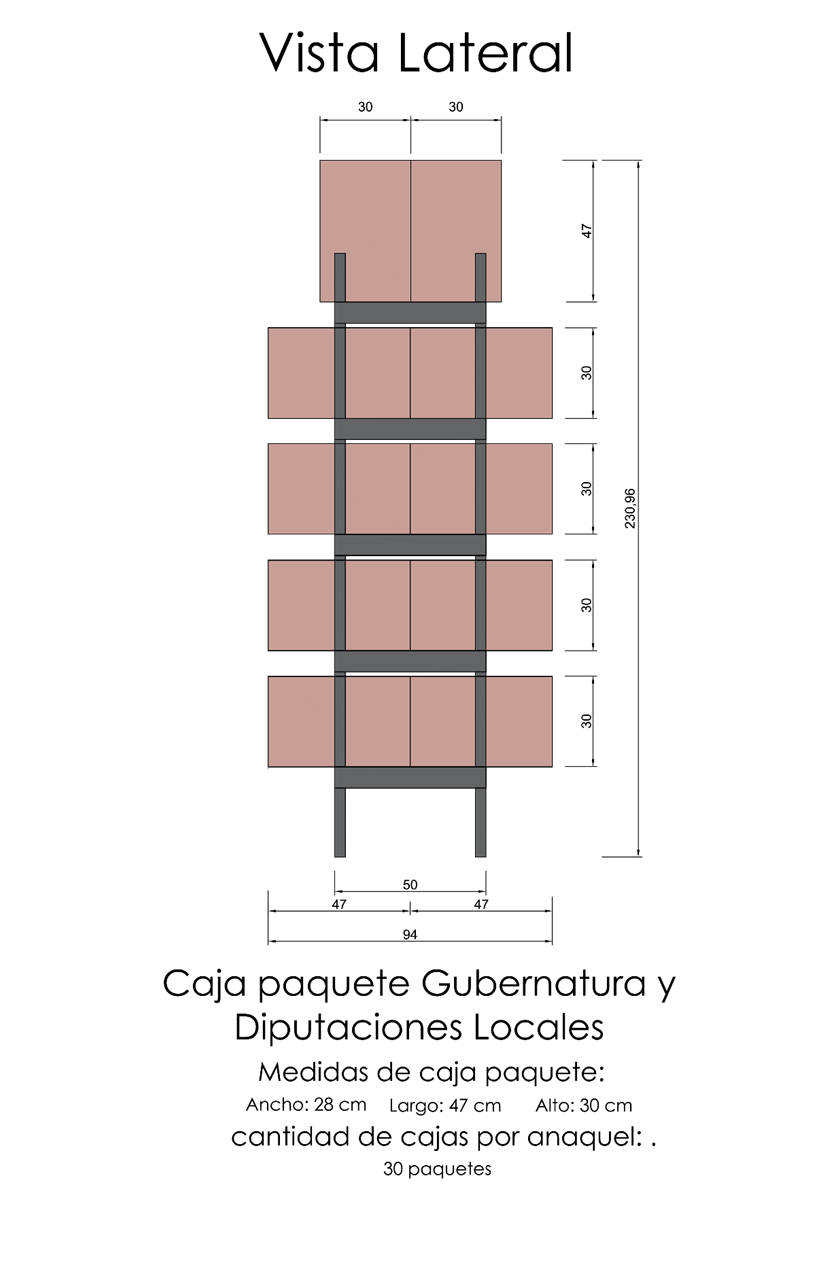 Vista Lateral
30 30
47
30
30
230,96
30
30
50
47 47
94
Caja paquete Gubernatura y
Diputaciones Locales
Medidas de caja paquete:
Ancho: 28 cm Largo: 47 cm Alto: 30 cm
cantidad de cajas por anaquel: .
30 paquetes